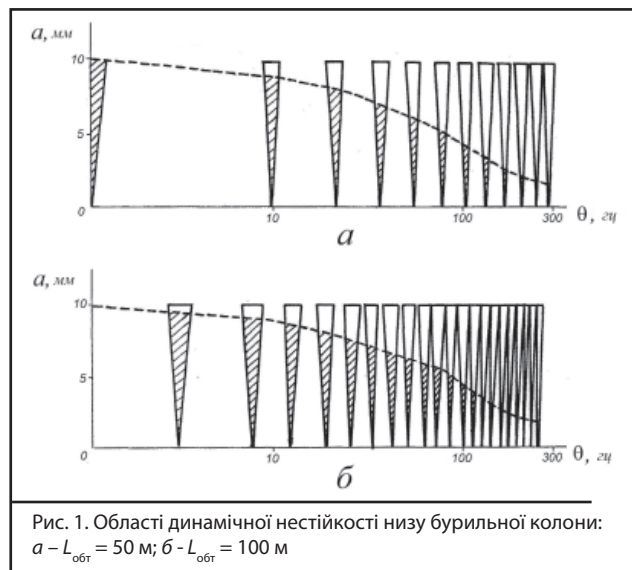 а, мм
10
5
0
10
100
300
θ, гц
а
а, мм
10
5
0
10
100
300
θ, гц
б
Рис. 1. Області динамічної нестійкості низу бурильної колони:
а – Lобт = 50 м; б - Lобт = 100 м